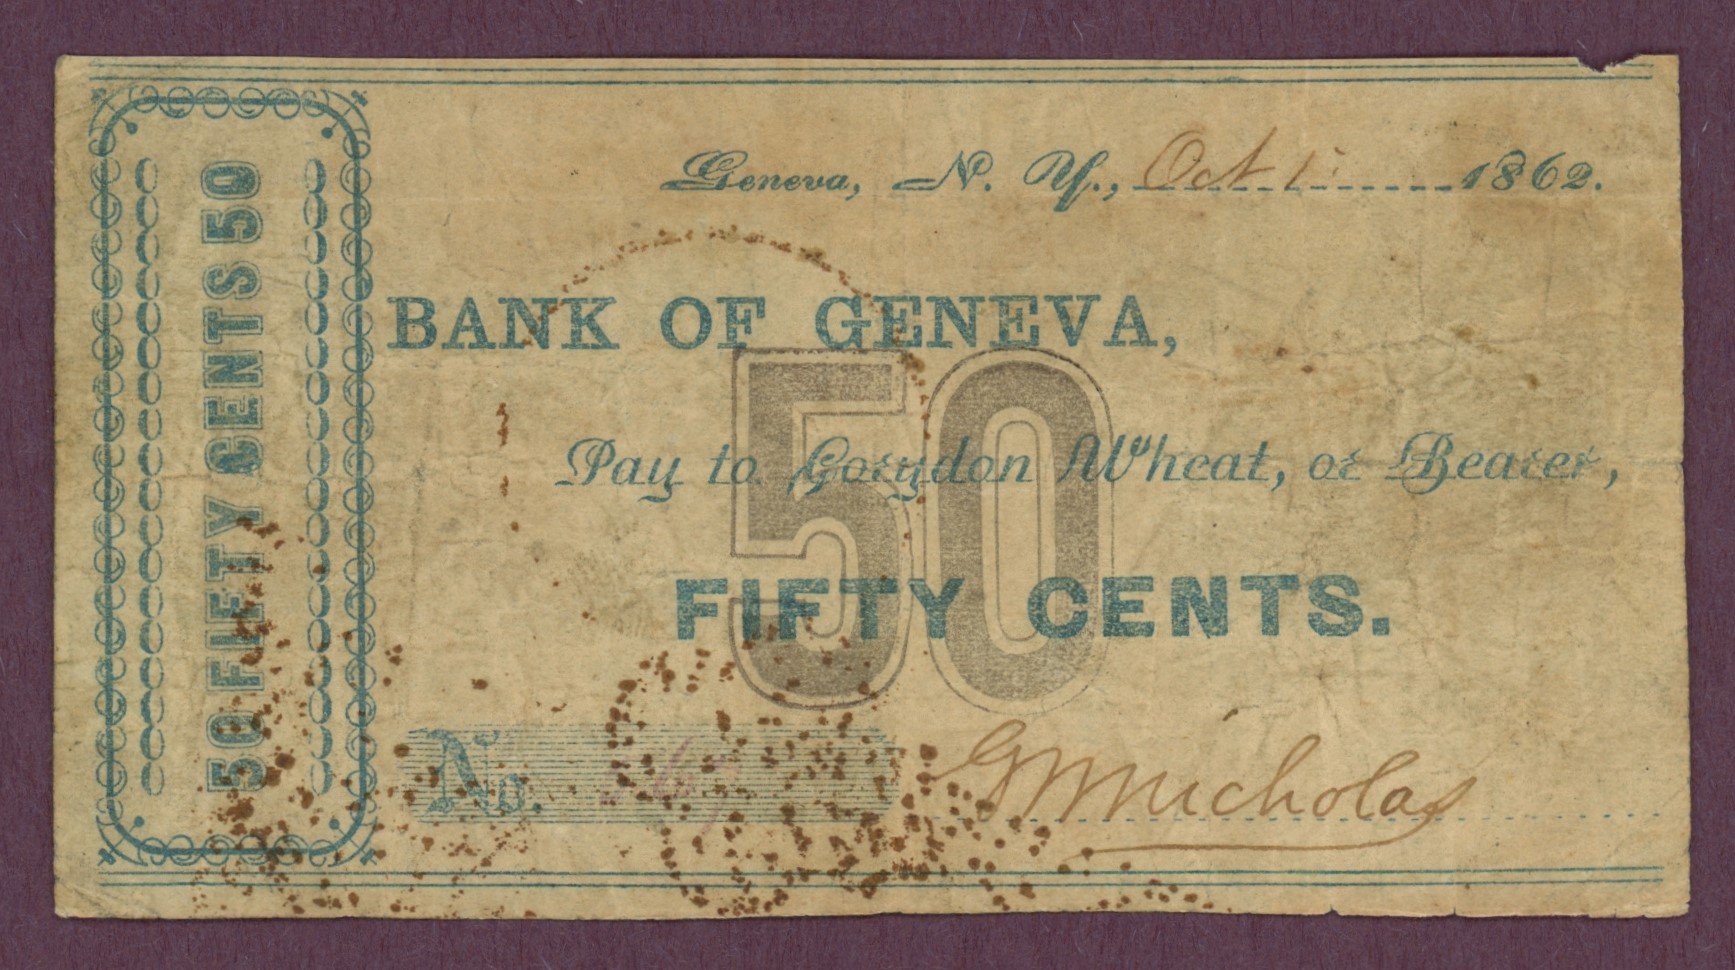 50 FIFTY CENTS 50
Geneva, N. Y., Oct 1 1862.
BANK OF GENEVA,
50
Pay to Corydon Wheat, or Bearer,
FIFTY CENTS.
No.
Nicholas